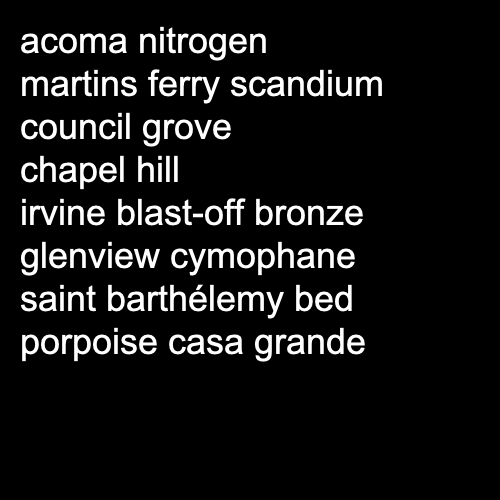 acoma nitrogen
martins ferry scandium
council grove
chapel hill
irvine blast-off bronze
glenview cymophane
saint barthélemy bed
porpoise casa grande